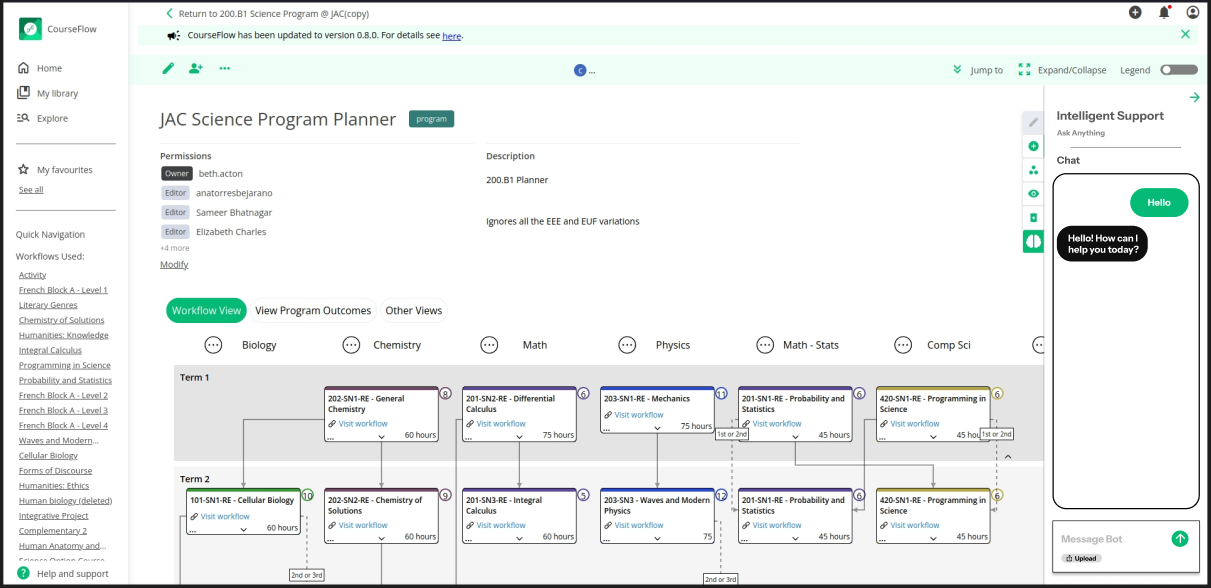 CourseFlow
Return to 200.B1 Science Program @ JAC(copy)
CourseFlow has been updated to version 0.8.0. For details see here.
Home
My library
Explore
My favourites
See all
Quick Navigation
Workflows Used:
Activity
French Block A - Level 1
Literary Genres
Chemistry of Solutions
Humanities: Knowledge
Integral Calculus
Programming in Science
Probability and Statistics
French Block A - Level 2
French Block A - Level 3
French Block A - Level 4
Waves and Modern...
Cellular Biology
Forms of Discourse
Humanities: Ethics
Human biology (deleted)
Integrative Project
Complementary 2
Human Anatomy and...
Science Option Course
Help and support
C ...
Jump to
Expand/Collapse
Legend
JAC Science Program Planner
program
Permissions
Owner beth.acton
Editor anatorresbejarano
Editor Sameer Bhatnagar
Editor Elizabeth Charles
+4 more
Modify
Description
200.B1 Planner
Ignores all the EEE and EUF variations
Workflow View
View Program Outcomes
Other Views
Biology
Chemistry
Math
Physics
Math - Stats
Comp Sci
Term 1
202-SN1-RE - General
Chemistry
Visit workflow
... 60 hours
8
201-SN2-RE - Differential
Calculus
Visit workflow
... 75 hours
6
203-SN1-RE - Mechanics
Visit workflow
... 75 hours
11
201-SN1-RE - Probability and
Statistics
Visit workflow
45 hours
6
1st or 2nd
420-SN1-RE - Programming in
Science
Visit workflow
... 45 hou
6
1st or 2nd
Term 2
101-SN1-RE - Cellular Biology
Visit workflow
... 60 hours
10
2nd or 3rd
202-SN2-RE - Chemistry of
Solutions
Visit workflow
... 60 hours
9
201-SN3-RE - Integral
Calculus
Visit workflow
... 60 hours
5
203-SN3 - Waves and Modern
Physics
Visit workflow
... 75
12
2nd or 3rd
201-SN1-RE - Probability and
Statistics
Visit workflow
... 45 hours
6
420-SN1-RE - Programming in
Science
Visit workflow
... 45 hours
6
Intelligent Support
Ask Anything
Chat
Hello
Hello! How can I
help you today?
Message Bot
Upload